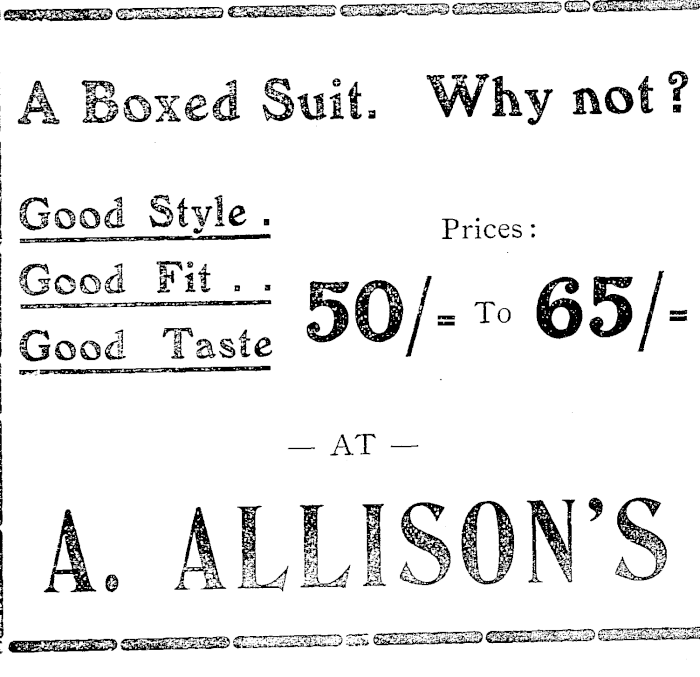 A Boxed Suit. Why not?
Good Style .
Good Fit . .
Good Taste
Prices:
50/= To 65/=
— AT —
A. ALLISON'S